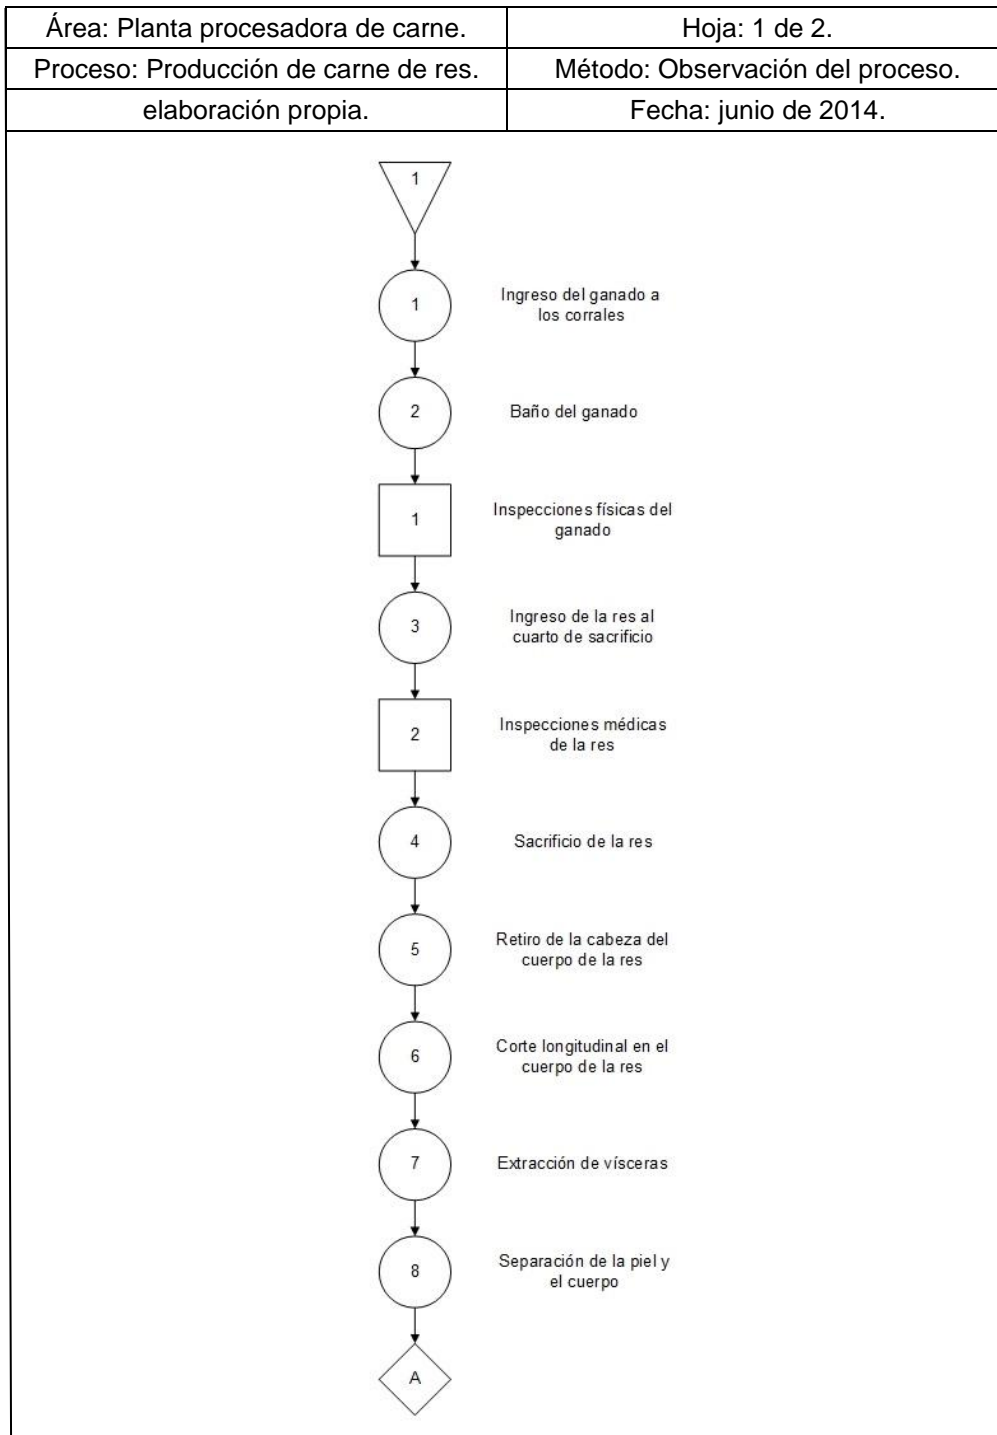 Área: Planta procesadora de carne.
Hoja: 1 de 2.
Proceso: Producción de carne de res.
Método: Observación del proceso.
elaboración propia.
Fecha: junio de 2014.
1
1
Ingreso del ganado a
los corrales
2
Baño del ganado
1
Inspecciones físicas del
ganado
3
Ingreso de la res al
cuarto de sacrificio
2
Inspecciones médicas
de la res
4
Sacrificio de la res
5
Retiro de la cabeza del
cuerpo de la res
6
Corte longitudinal en el
cuerpo de la res
7
Extracción de vísceras
8
Separación de la piel y
el cuerpo
A